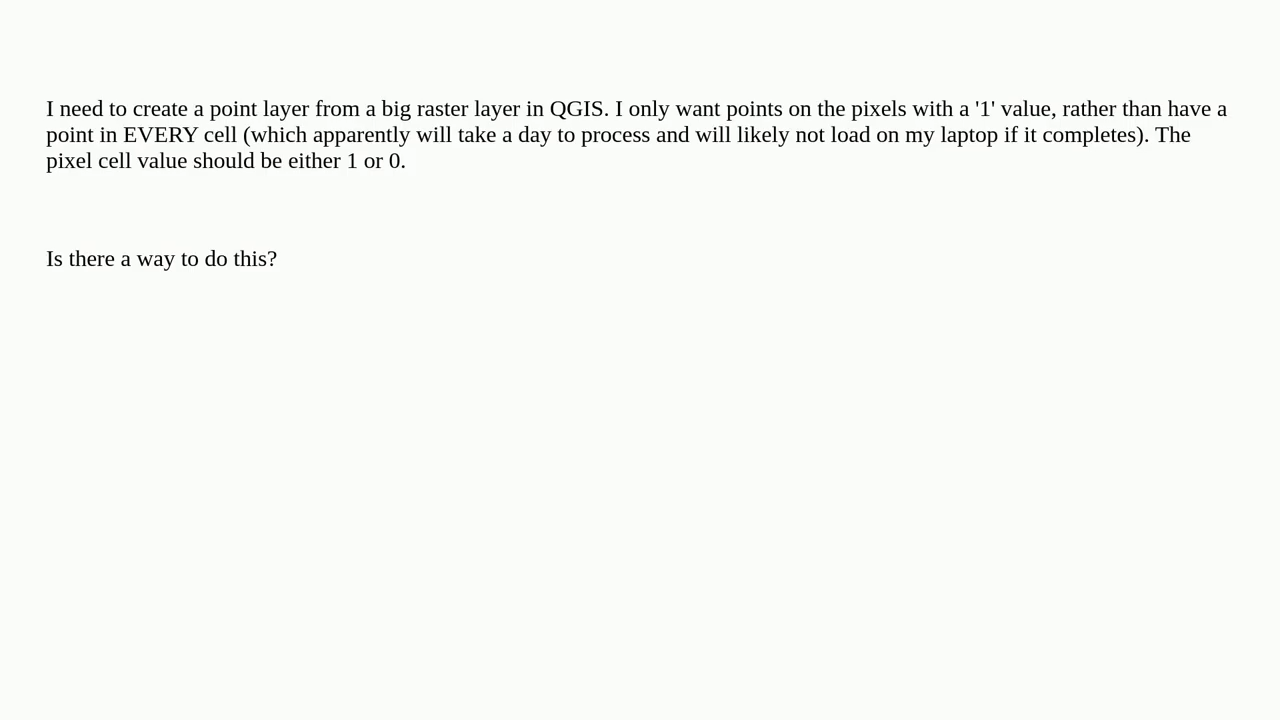 I need to create a point layer from a big raster layer in QGIS. I only want points on the pixels with a '1' value, rather than have a
point in EVERY cell (which apparently will take a day to process and will likely not load on my laptop if it completes). The
pixel cell value should be either 1 or 0.
Is there a way to do this?